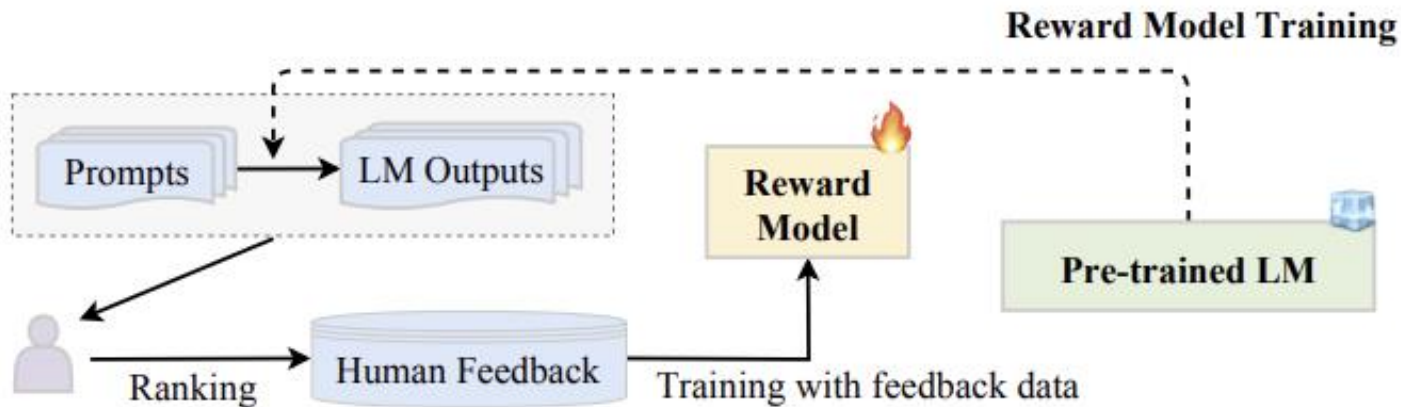 Reward Model Training
Prompts
LM Outputs
Reward
Model
Pre-trained LM
Ranking
Human Feedback
Training with feedback data